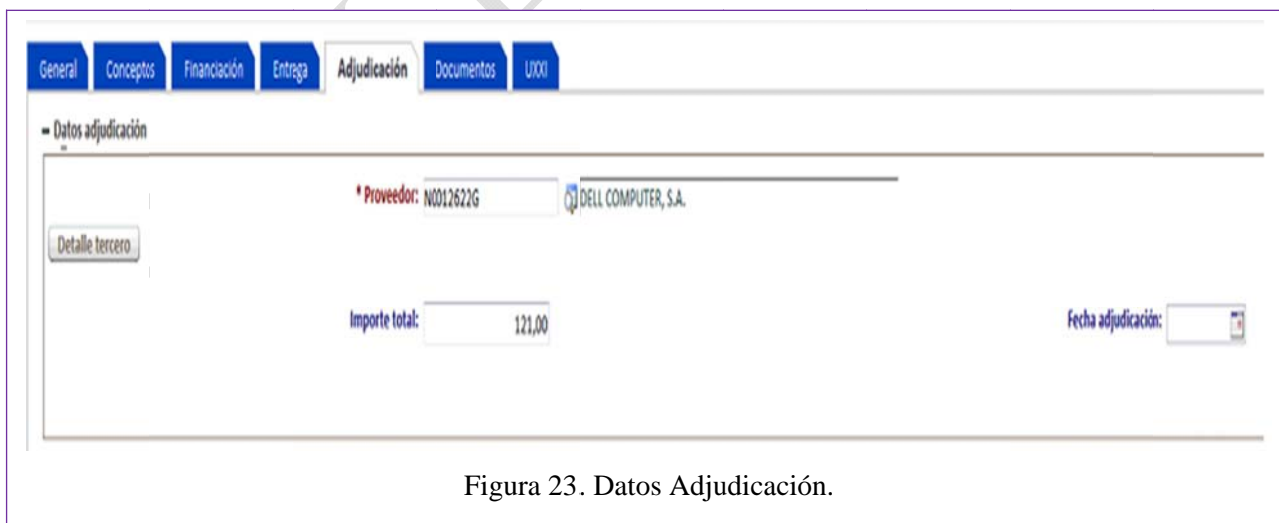 General Conceptos Financiación Entrega Adjudicación Documentos UXXI
Datos adjudicación
* Proveedor: N0012622G DELL COMPUTER, S.A.
Detalle tercero
Importe total: 121,00 Fecha adjudicación:
Figura 23. Datos Adjudicación.